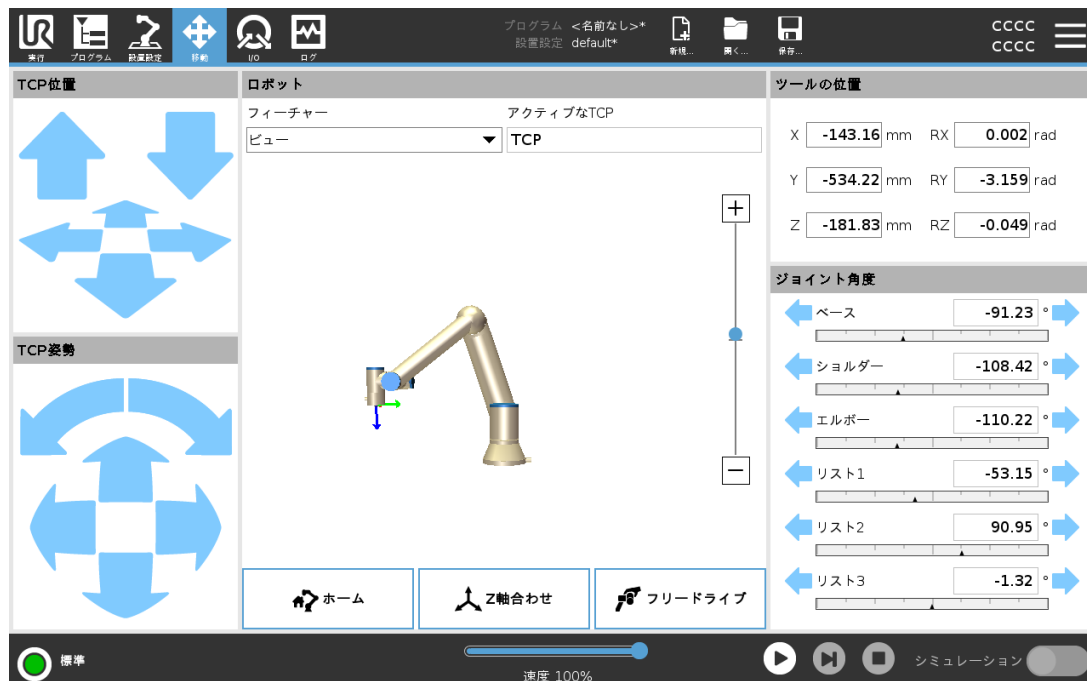 UR
実行
プログラム
設置設定
移動
I/O
ログ
プログラム <名前なし>*
設置設定 default*
新規...
開く...
保存...
CCCC
CCCC
TCP位置
ロボット
ツールの位置
フィーチャー
アクティブなTCP
ビュー
TCP
X -143.16 mm RX 0.002 rad
Y -534.22 mm RY -3.159 rad
Z -181.83 mm RZ -0.049 rad
ジョイント角度
ベース -91.23 °
ショルダー -108.42 °
エルボー -110.22 °
リスト1 -53.15 °
リスト2 90.95 °
リスト3 -1.32 °
TCP姿勢
ホーム
Z軸合わせ
フリードライブ
標準
速度 100%
シミュレーション